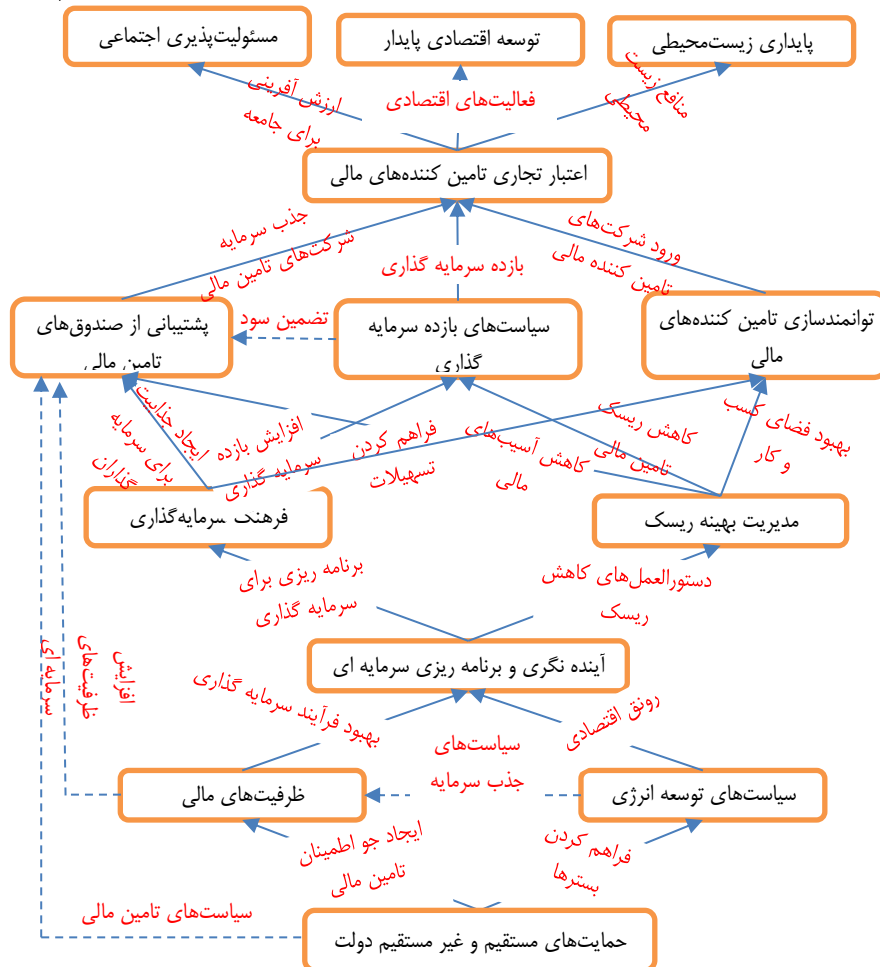 مسئولیت‌پذیری اجتماعی
توسعه اقتصادی پایدار
پایداری زیست‌محیطی
ارزش آفرینی
برای جامعه
فعالیت‌های اقتصادی
منافع زیست
محیطی
اعتبار تجاری تامین کننده‌های مالی
جذب سرمایه
شرکت‌های تامین مالی
بازده سرمایه گذاری
ورود شرکت‌های
تامین کننده مالی
پشتیبانی از صندوق‌های
تامین مالی
تضمین سود
سیاست‌های بازده سرمایه
گذاری
توانمندسازی تامین کننده‌های
مالی
ایجاد جذابیت
برای سرمایه
گذاران
افزایش بازده
سرمایه گذاری
فراهم کردن
تسهیلات
کاهش آسیب‌های
مالی
کاهش ریسک
تامین مالی
بهبود فضای کسب
و کار
فرهنگ سرمایه‌گذاری
مدیریت بهینه ریسک
برنامه ریزی برای
سرمایه گذاری
دستورالعمل‌های کاهش
ریسک
آینده نگری و برنامه ریزی سرمایه ای
افزایش
ظرفیت‌های
سرمایه ای
بهبود فرآیند سرمایه گذاری
رونق اقتصادی
سیاست‌های
جذب سرمایه
ظرفیت‌های مالی
سیاست‌های توسعه انرژی
ایجاد جو اطمینان
تامین مالی
فراهم کردن
بسترها
سیاست‌های تامین مالی
حمایت‌های مستقیم و غیر مستقیم دولت